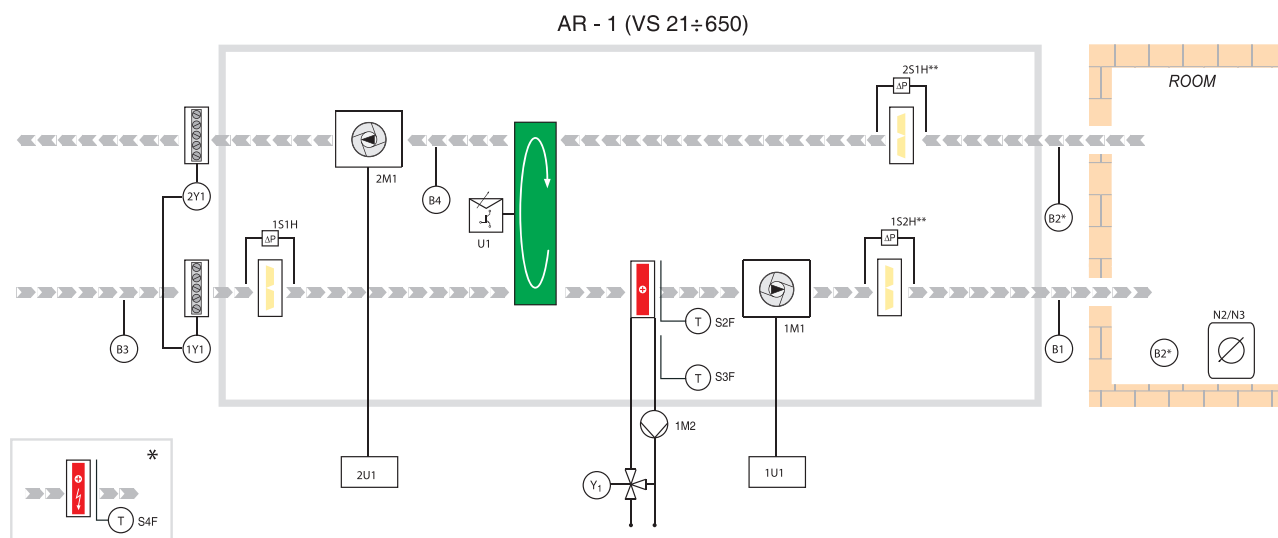 AR - 1 (VS 21÷650)
2S1H**
ΔP
ROOM
2M1
2Y1
B4
B2*
U1
1S1H
ΔP
1S2H**
ΔP
N2/N3
S2F
T
1M1
B3
1Y1
B1
B2*
T
S3F
1M2
*
2U1
1U1
Y1
T
S4F